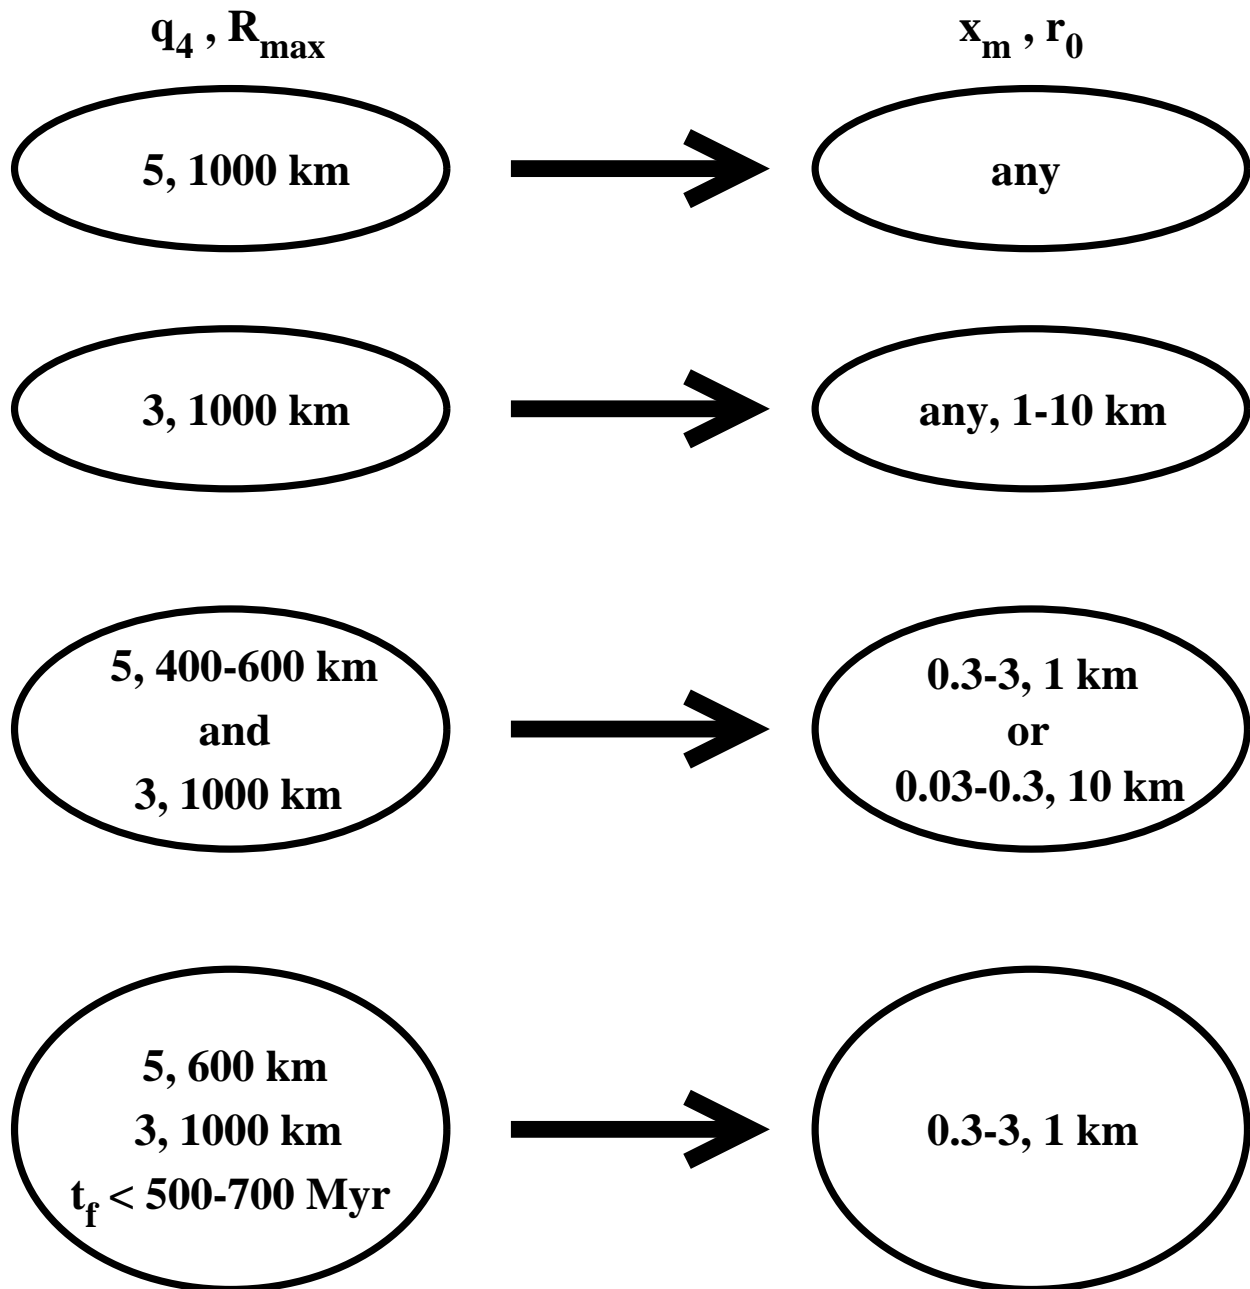 q4 , Rmax
xm , r0
5, 1000 km
any
3, 1000 km
any, 1-10 km
5, 400-600 km
and
3, 1000 km
0.3-3, 1 km
or
0.03-0.3, 10 km
5, 600 km
3, 1000 km
tf < 500-700 Myr
0.3-3, 1 km